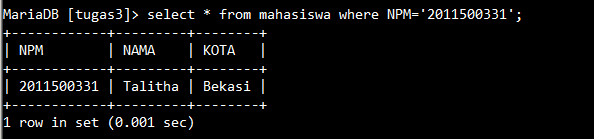 MariaDB [tugas3]> select * from mahasiswa where NPM='2011500331';
+------------+---------+--------+
| NPM        | NAMA    | KOTA   |
+------------+---------+--------+
| 2011500331 | Talitha | Bekasi |
+------------+---------+--------+
1 row in set (0.001 sec)